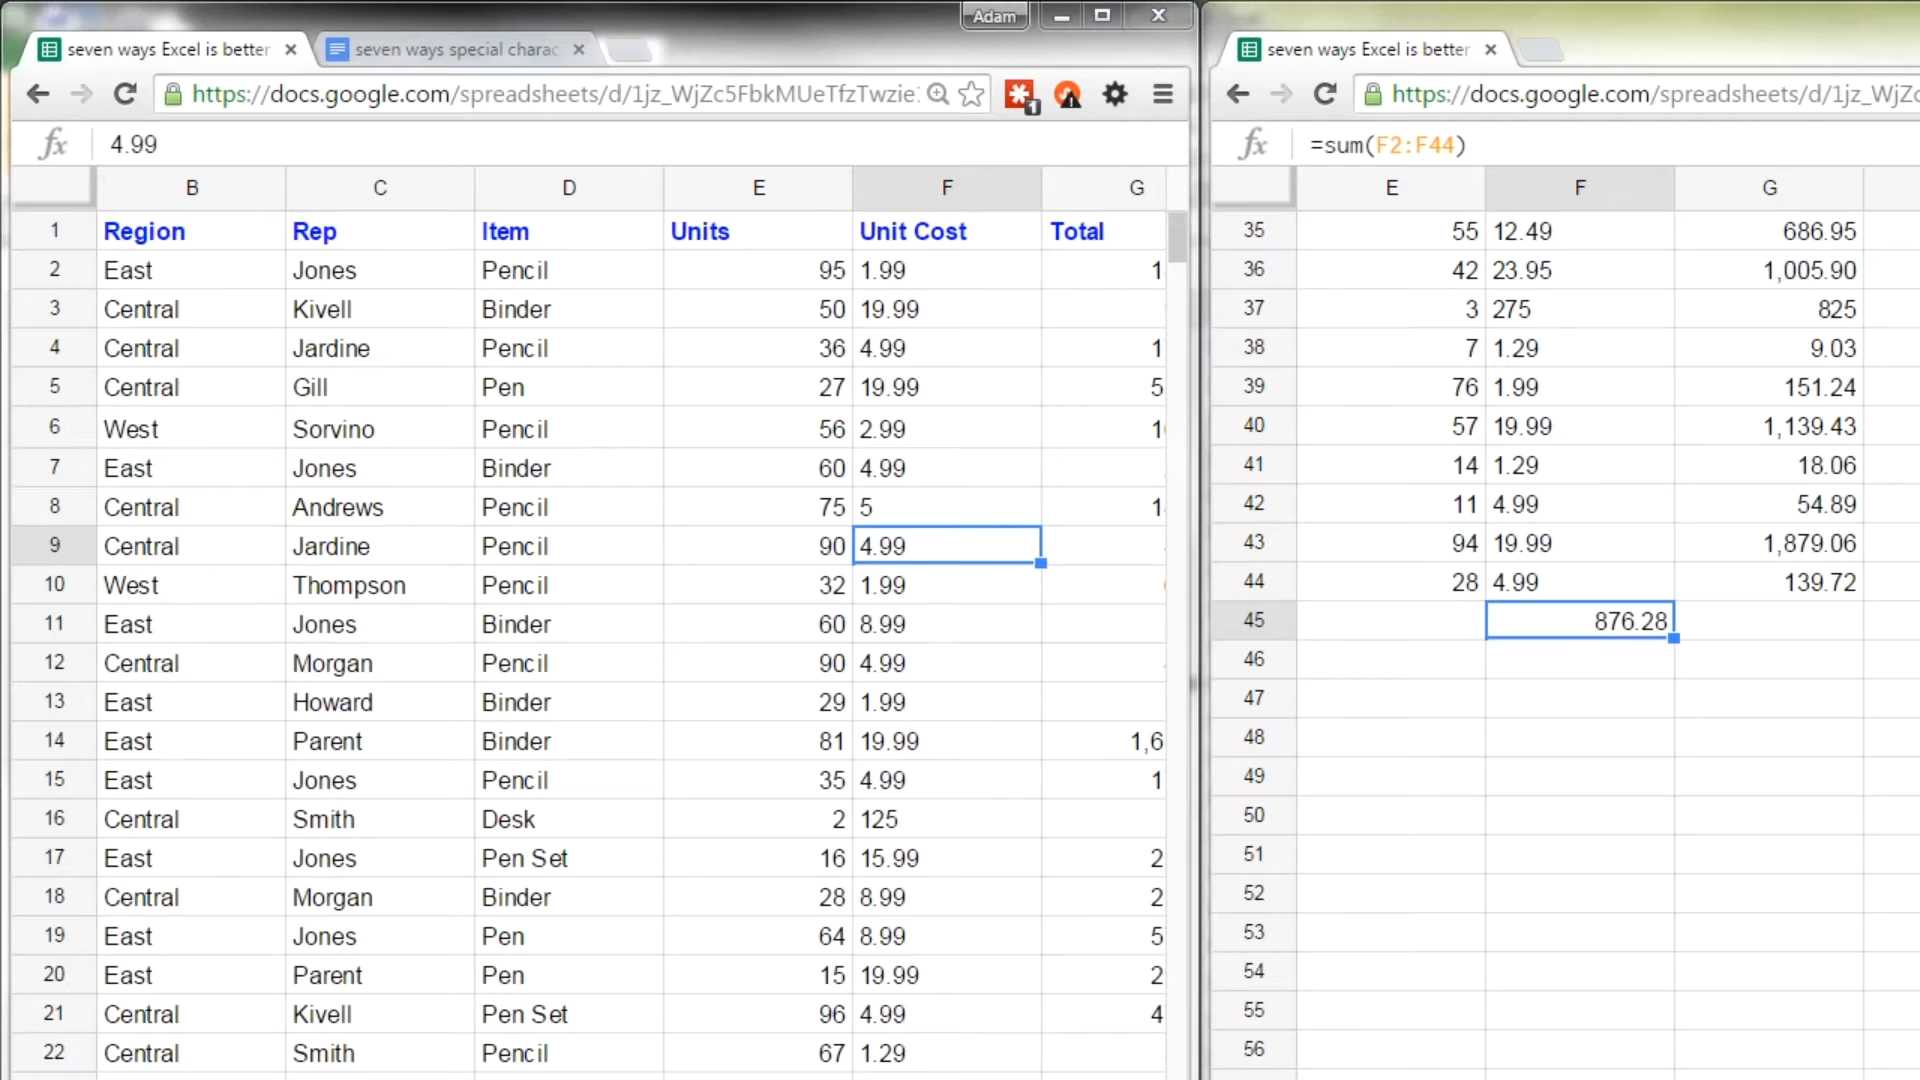 Adam
seven ways Excel is better
seven ways special charac
https://docs.google.com/spreadsheets/d/1jz_WjZc5FbkMUeTfzTwzie
1
fx 4.99
B C D E F G
1 Region Rep Item Units Unit Cost Total
2 East Jones Pencil 95 1.99 1
3 Central Kivell Binder 50 19.99
4 Central Jardine Pencil 36 4.99 1
5 Central Gill Pen 27 19.99 5
6 West Sorvino Pencil 56 2.99 1
7 East Jones Binder 60 4.99
8 Central Andrews Pencil 75 5 1
9 Central Jardine Pencil 90 4.99
10 West Thompson Pencil 32 1.99
11 East Jones Binder 60 8.99
12 Central Morgan Pencil 90 4.99
13 East Howard Binder 29 1.99
14 East Parent Binder 81 19.99 1,6
15 East Jones Pencil 35 4.99 1
16 Central Smith Desk 2 125
17 East Jones Pen Set 16 15.99 2
18 Central Morgan Binder 28 8.99 2
19 East Jones Pen 64 8.99 5
20 East Parent Pen 15 19.99 2
21 Central Kivell Pen Set 96 4.99 4
22 Central Smith Pencil 67 1.29
seven ways Excel is better
https://docs.google.com/spreadsheets/d/1jz_WjZc
fx =sum(F2:F44)
E F G
35 55 12.49 686.95
36 42 23.95 1,005.90
37 3 275 825
38 7 1.29 9.03
39 76 1.99 151.24
40 57 19.99 1,139.43
41 14 1.29 18.06
42 11 4.99 54.89
43 94 19.99 1,879.06
44 28 4.99 139.72
45 876.28
46
47
48
49
50
51
52
53
54
55
56